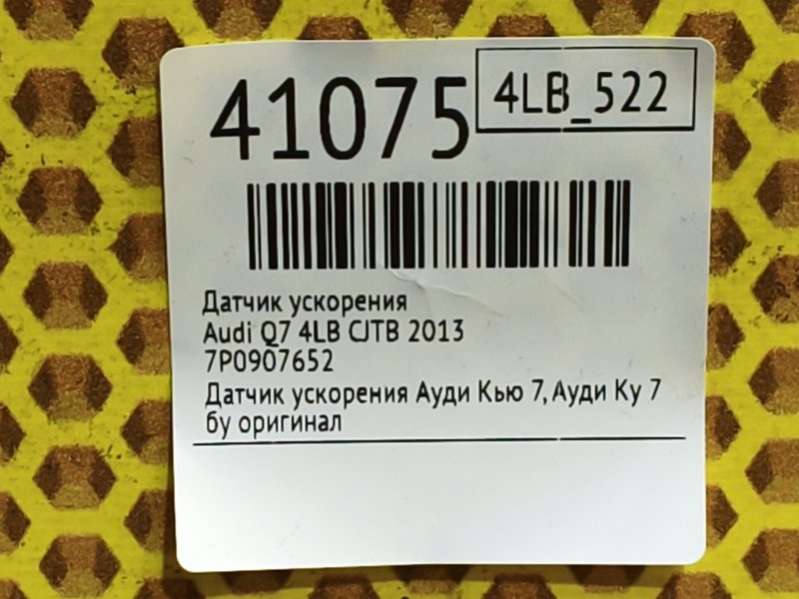 41075
4LB_522
Датчик ускорения
Audi Q7 4LB CJTB 2013
7P0907652
Датчик ускорения Ауди Кью 7, Ауди Ку 7
бу оригинал